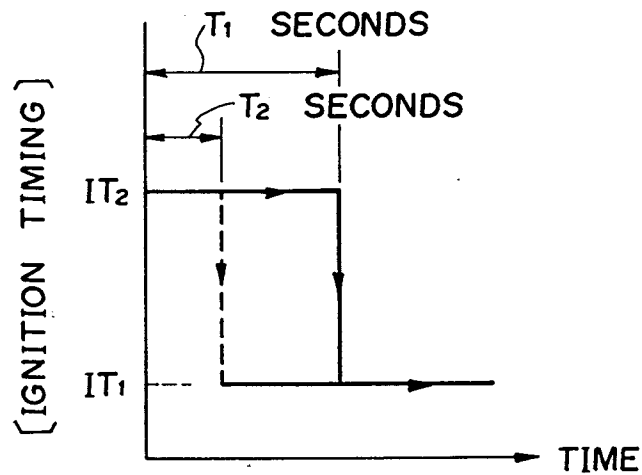 T₁ SECONDS
T₂ SECONDS
[IGNITION TIMING]
IT₂
IT₁
TIME